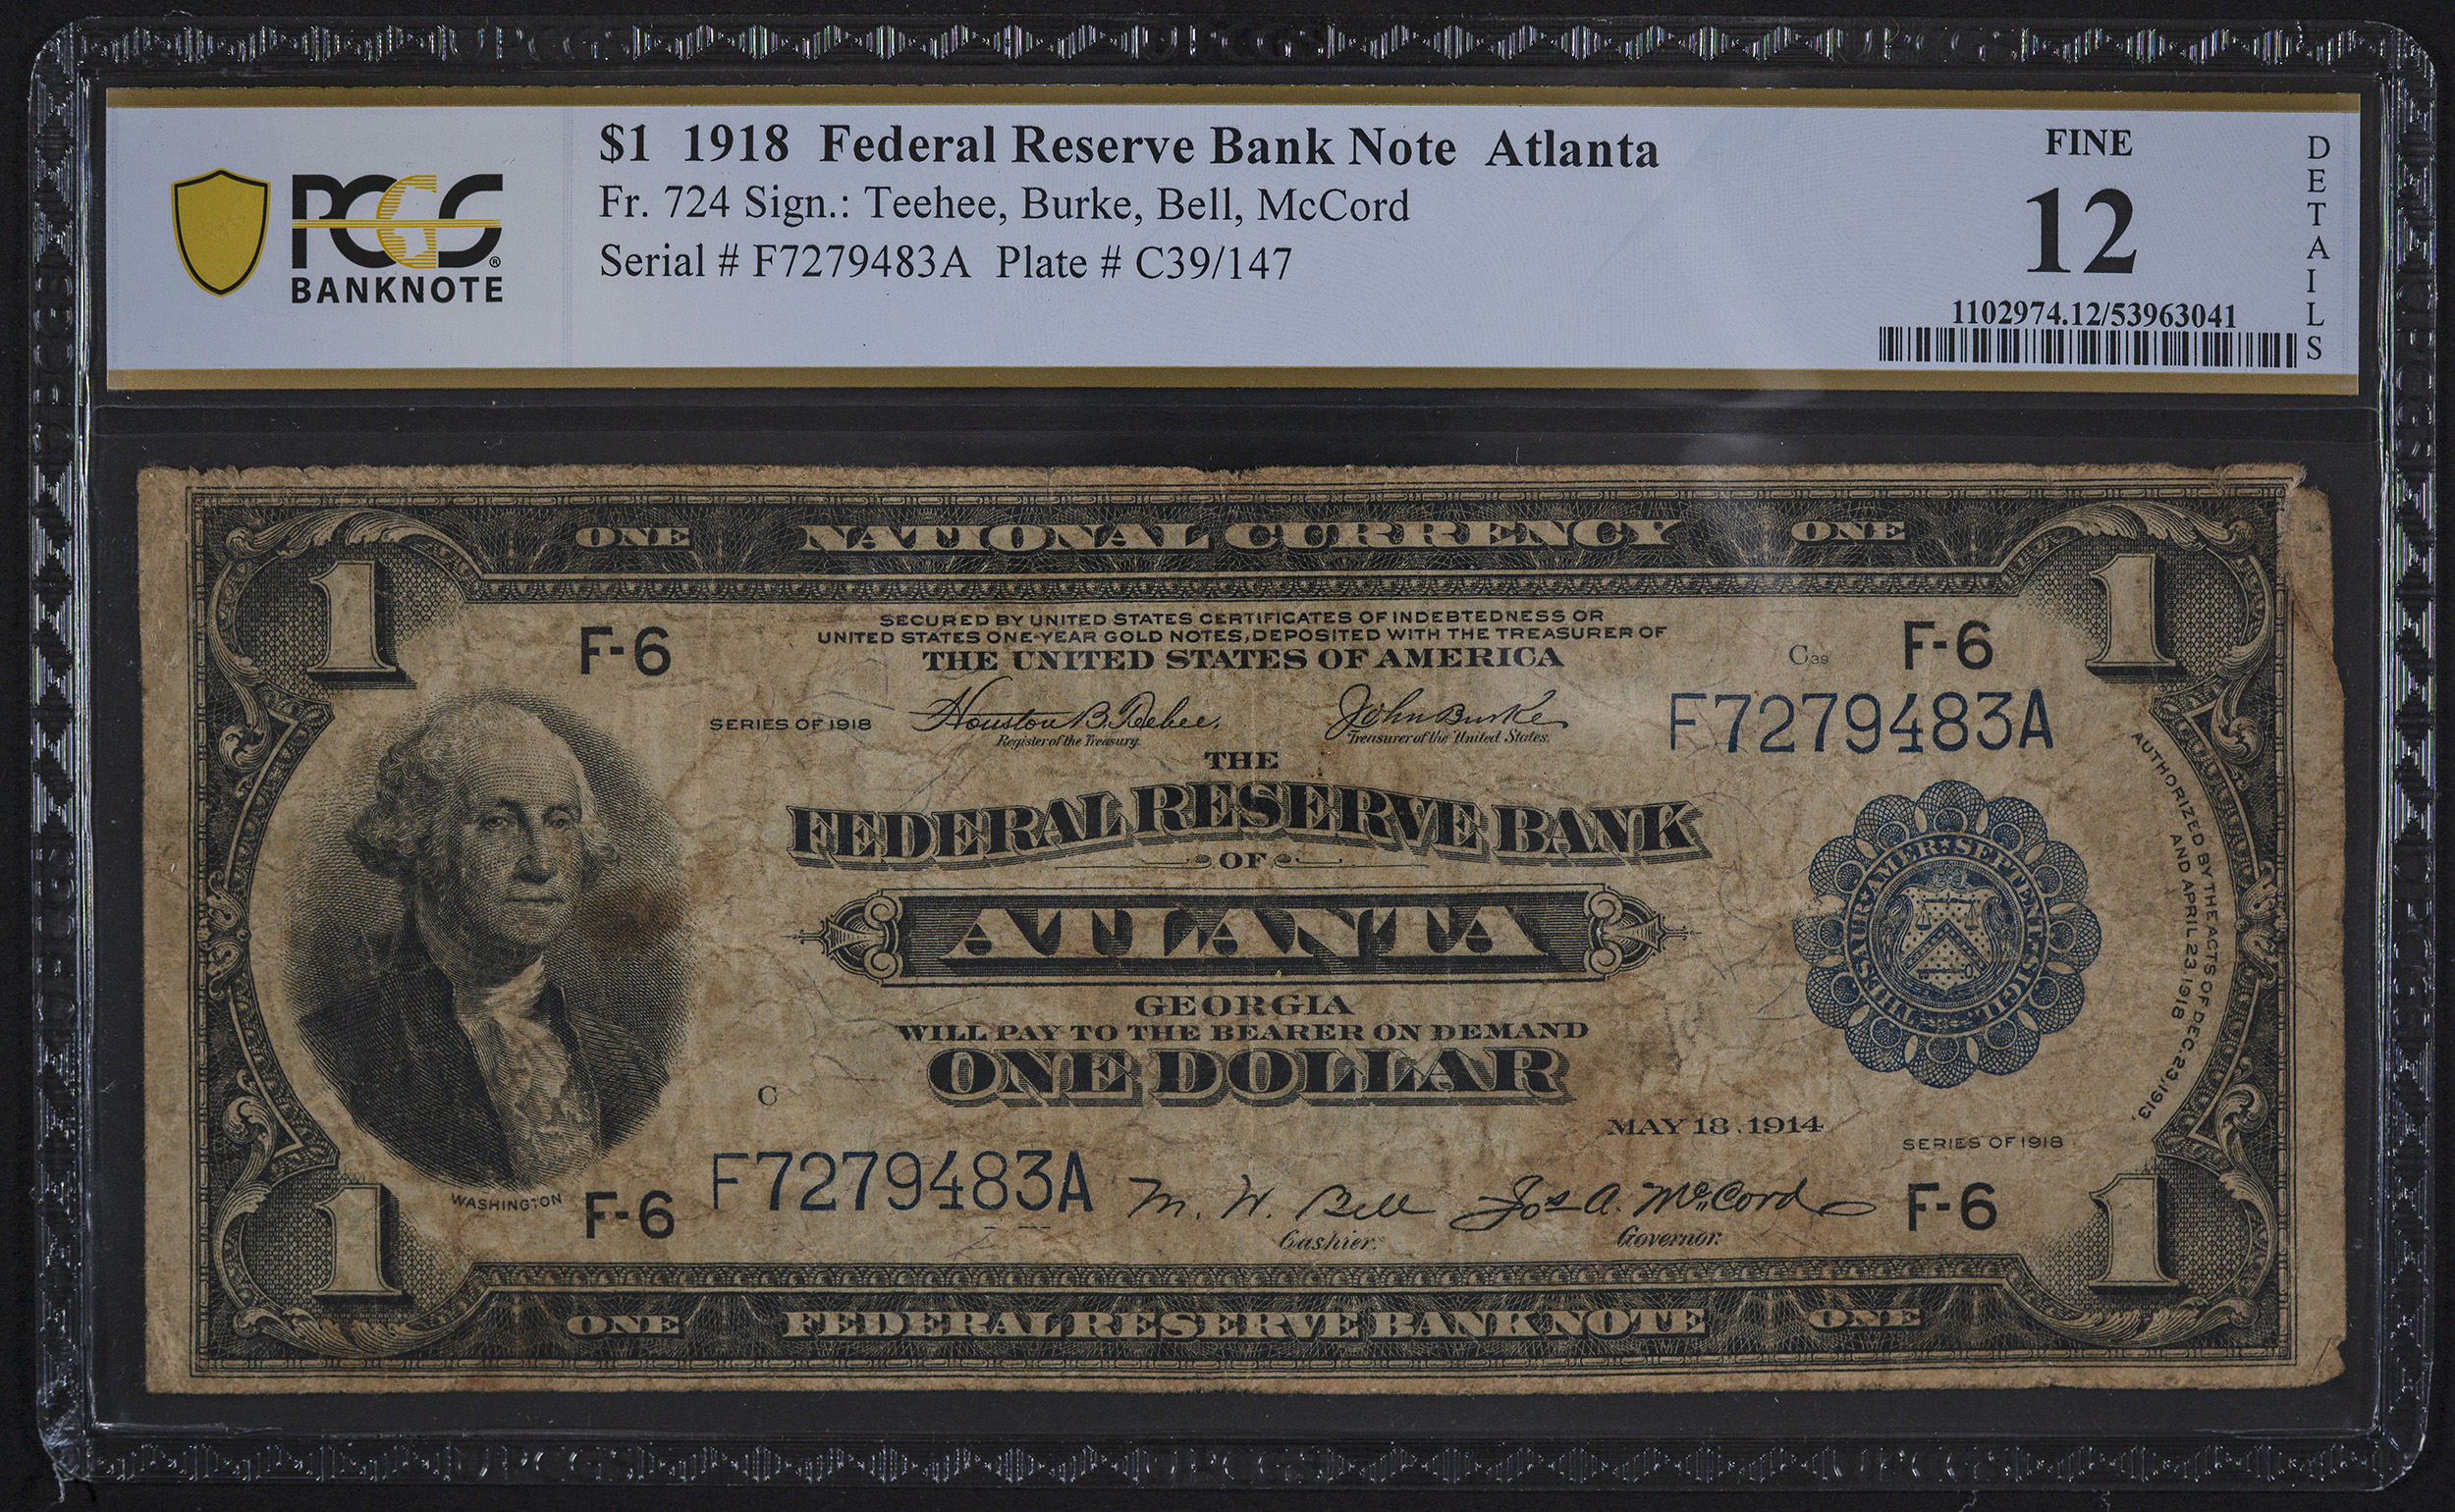 $1 1918 Federal Reserve Bank Note Atlanta
Fr. 724 Sign.: Teehee, Burke, Bell, McCord
Serial # F7279483A Plate # C39/147
PCGS®
BANKNOTE
FINE
12
1102974.12/53963041
DETAILS
1 ONE NATIONAL CURRENCY ONE 1
SECURED BY UNITED STATES CERTIFICATES OF INDEBTEDNESS OR
UNITED STATES ONE-YEAR GOLD NOTES, DEPOSITED WITH THE TREASURER OF
THE UNITED STATES OF AMERICA
F-6
C39 F-6
F7279483A
SERIES OF 1918
Houston B. Teehee,
Register of the Treasury.
John Burke
Treasurer of the United States.
THE
FEDERAL RESERVE BANK
OF
ATLANTA
GEORGIA
WILL PAY TO THE BEARER ON DEMAND
ONE DOLLAR
THESAUR. AMER. SEPTENT. SIGIL.
AUTHORIZED BY THE ACTS OF DEC. 23, 1913,
AND APRIL 23, 1918
C
MAY 18, 1914
SERIES OF 1918
WASHINGTON
F-6
F7279483A
M. W. Bell
Cashier.
Jos A. McCord
Governor.
F-6
1 ONE FEDERAL RESERVE BANK NOTE ONE 1